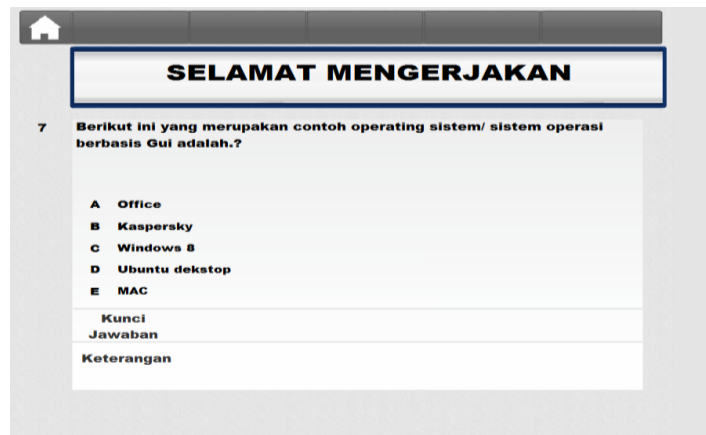 SELAMAT MENGERJAKAN
7 Berikut ini yang merupakan contoh operating sistem/ sistem operasi
berbasis Gui adalah.?
A Office
B Kaspersky
C Windows 8
D Ubuntu dekstop
E MAC
Kunci
Jawaban
Keterangan